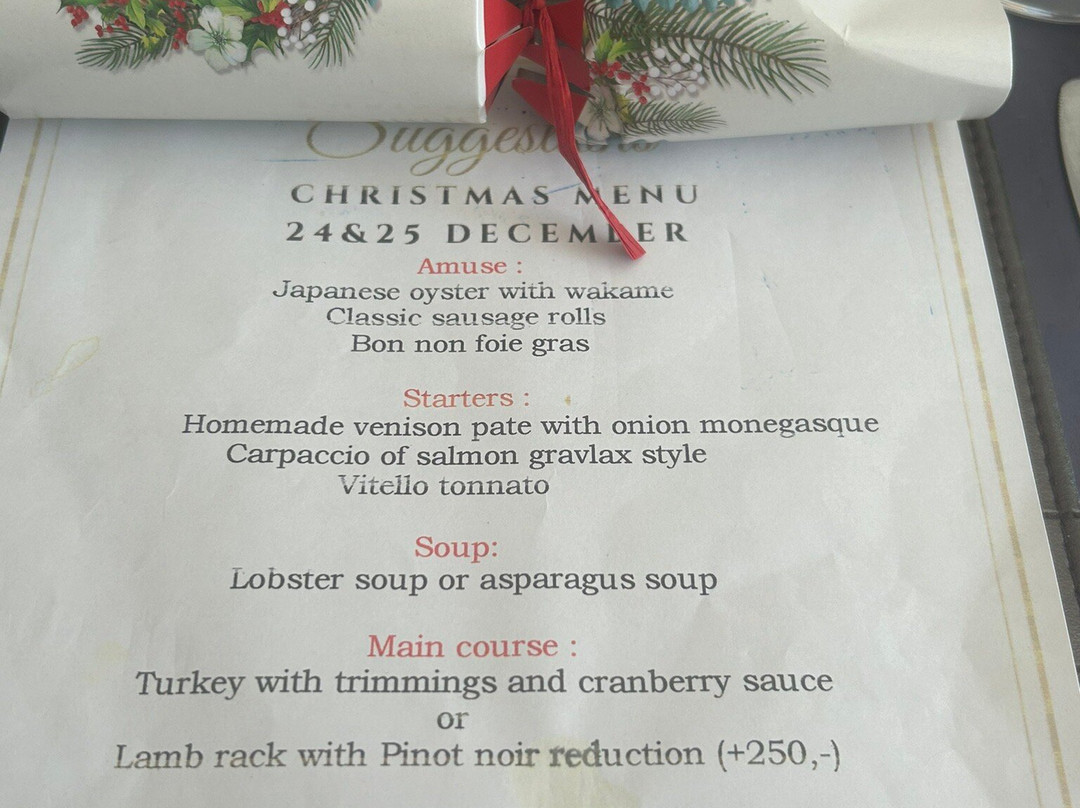 Suggestions
CHRISTMAS MENU
24&25 DECEMBER
Amuse :
Japanese oyster with wakame
Classic sausage rolls
Bon non foie gras
Starters :
Homemade venison pate with onion monegasque
Carpaccio of salmon gravlax style
Vitello tonnato
Soup:
Lobster soup or asparagus soup
Main course :
Turkey with trimmings and cranberry sauce
or
Lamb rack with Pinot noir reduction (+250,-)